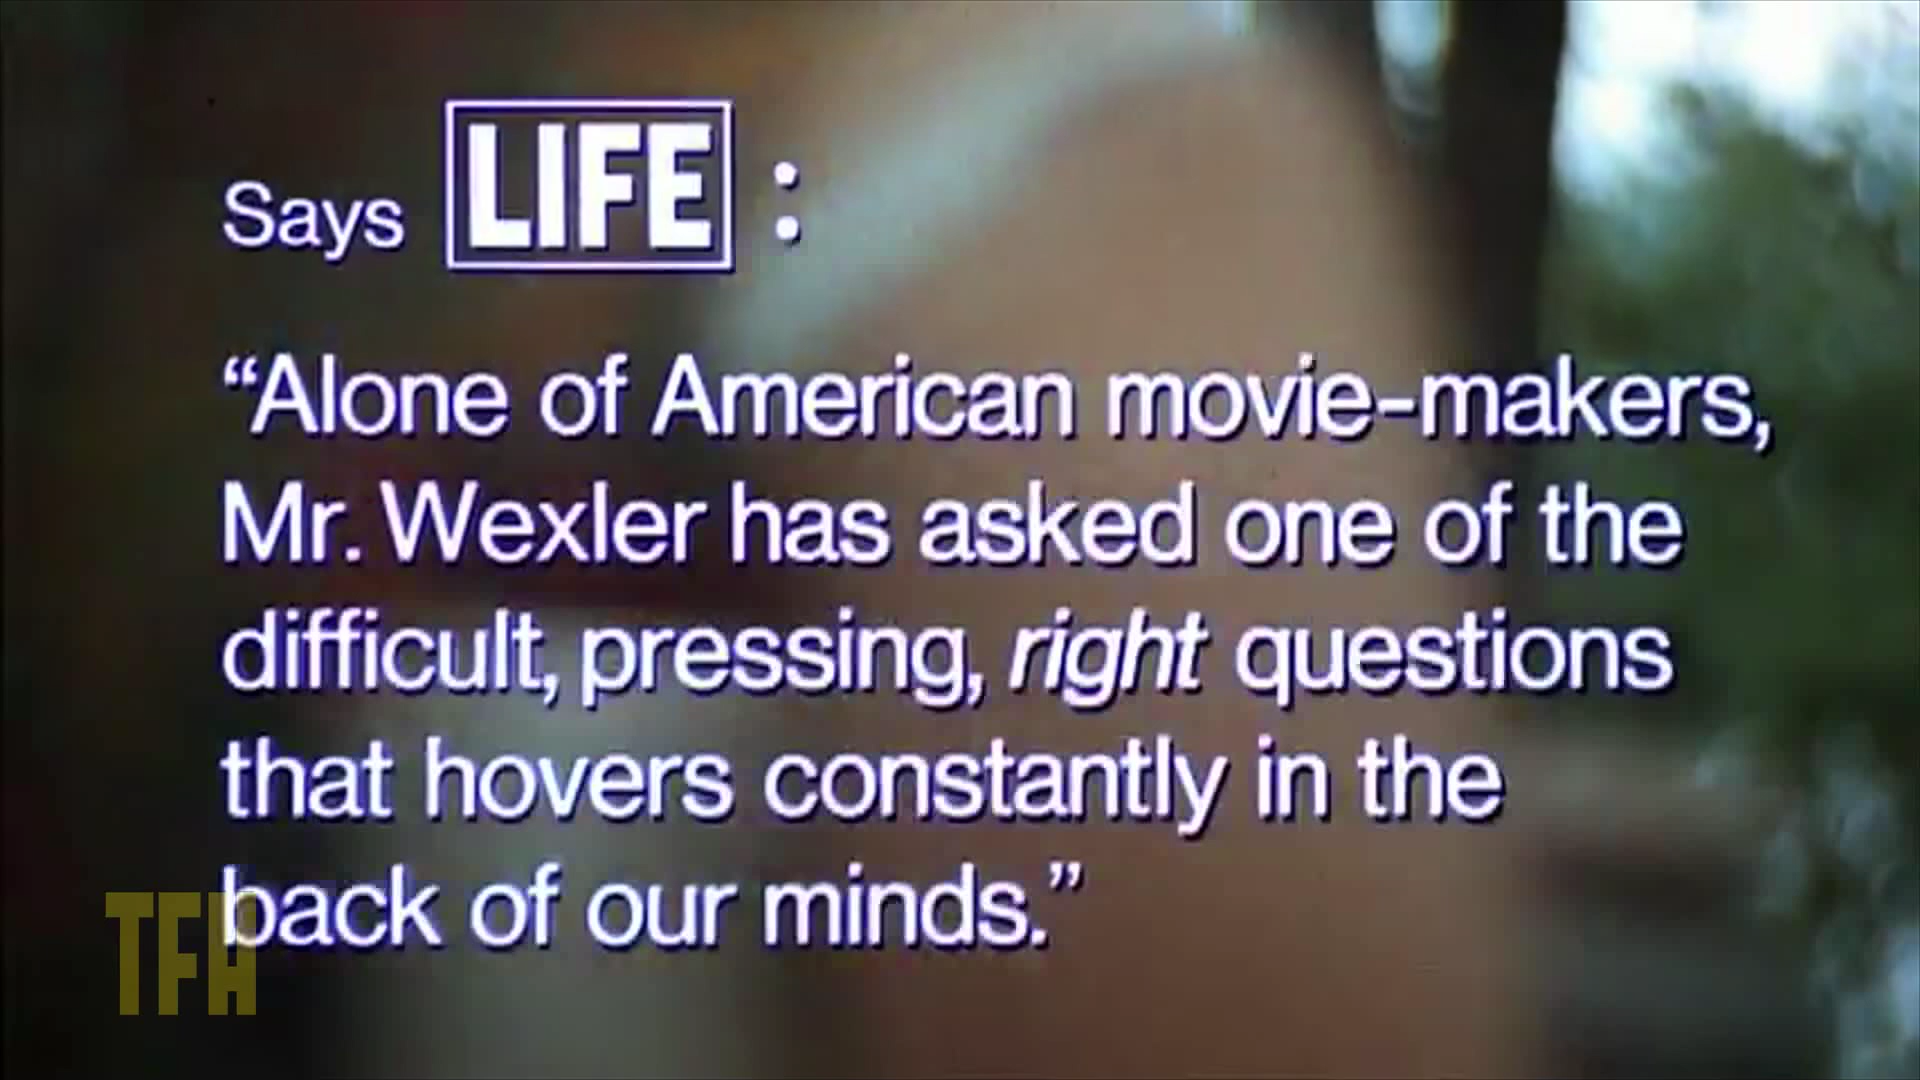 Says LIFE :
“Alone of American movie-makers,
Mr. Wexler has asked one of the
difficult, pressing, right questions
that hovers constantly in the
back of our minds.”
TFH